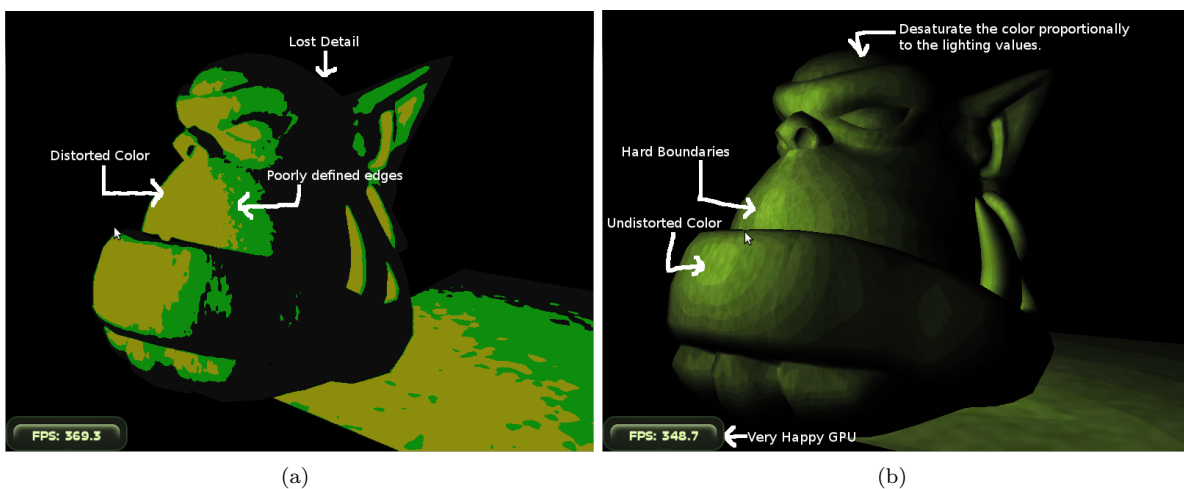 Lost Detail
Distorted Color
Poorly defined edges
FPS: 369.3
(a)
Desaturate the color proportionally
to the lighting values.
Hard Boundaries
Undistorted Color
FPS: 348.7
Very Happy GPU
(b)